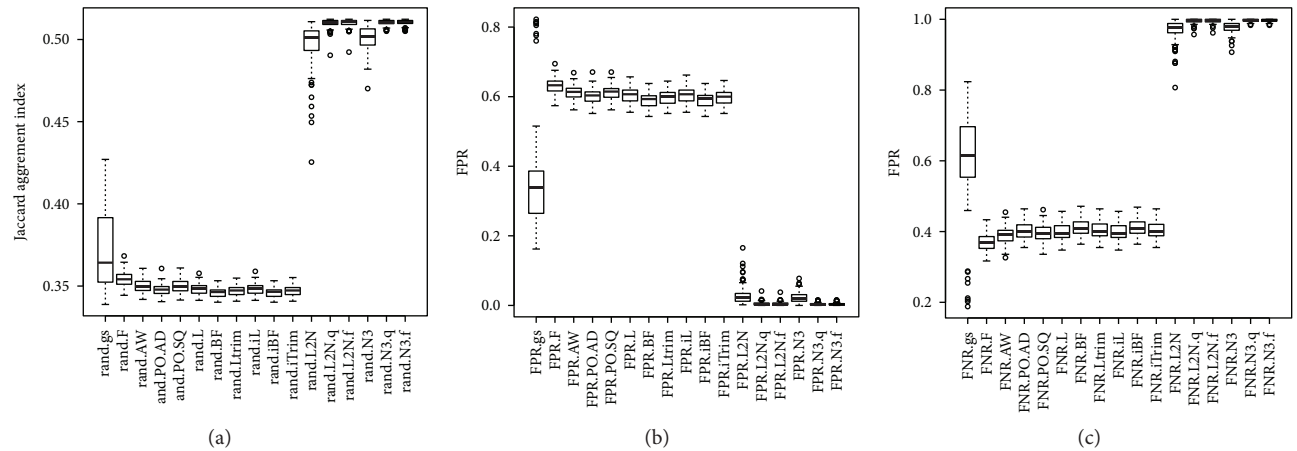 Jaccard aggrement index
0.50
0.45
0.40
0.35
rand.gs
rand.F
rand.AW
and.PO.AD
and.PO.SQ
rand.L
rand.BF
rand.Ltrim
rand.iL
rand.iBF
rand.iTrim
rand.L2N
rand.L2N.q
rand.L2N.f
rand.N3
rand.N3.q
rand.N3.f
(a)
FPR
0.8
0.6
0.4
0.2
0.0
FPR.gs
FPR.F
FPR.AW
FPR.PO.AD
FPR.PO.SQ
FPR.L
FPR.BF
FPR.Ltrim
FPR.iL
FPR.iBF
FPR.iTrim
FPR.L2N
FPR.L2N.q
FPR.L2N.f
FPR.N3
FPR.N3.q
FPR.N3.f
(b)
FPR
1.0
0.8
0.6
0.4
0.2
FNR.gs
FNR.F
FNR.AW
FNR.PO.AD
FNR.PO.SQ
FNR.L
FNR.BF
FNR.Ltrim
FNR.iL
FNR.iBF
FNR.iTrim
FNR.L2N
FNR.L2N.q
FNR.L2N.f
FNR.N3
FNR.N3.q
FNR.N3.f
(c)